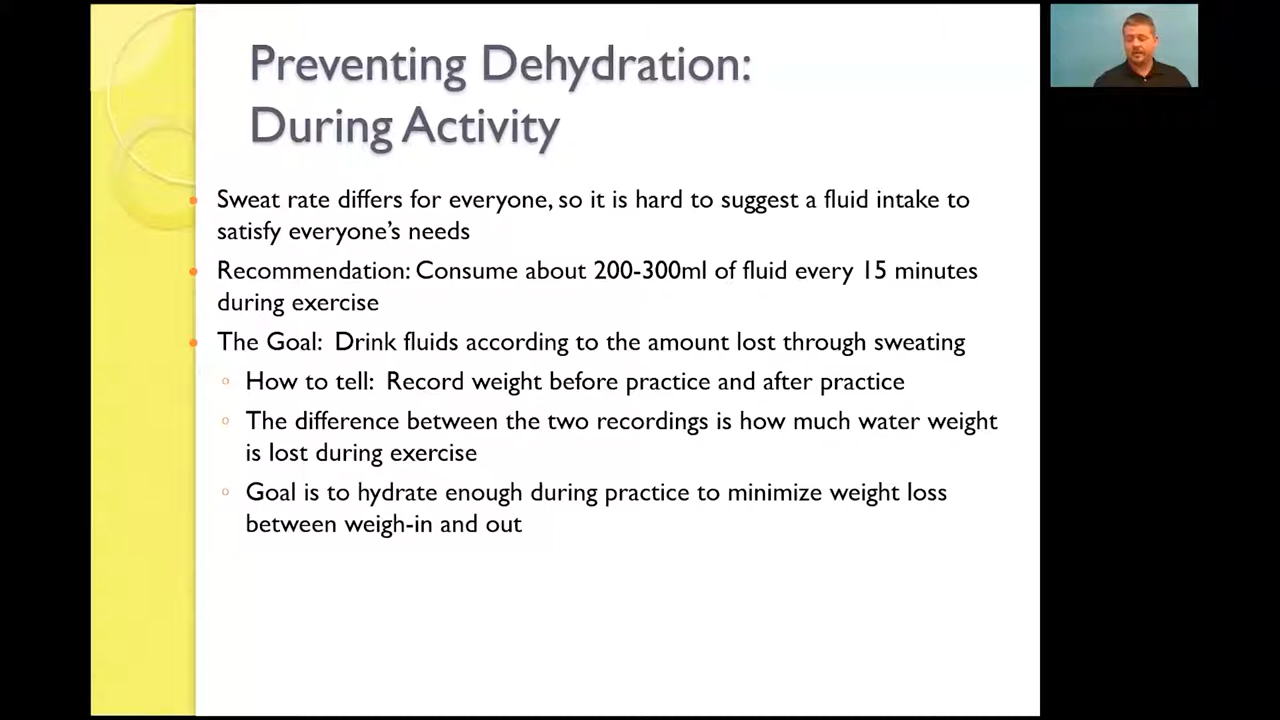 Preventing Dehydration:
During Activity
Sweat rate differs for everyone, so it is hard to suggest a fluid intake to
satisfy everyone’s needs
Recommendation: Consume about 200-300ml of fluid every 15 minutes
during exercise
The Goal: Drink fluids according to the amount lost through sweating
How to tell: Record weight before practice and after practice
The difference between the two recordings is how much water weight
is lost during exercise
Goal is to hydrate enough during practice to minimize weight loss
between weigh-in and out